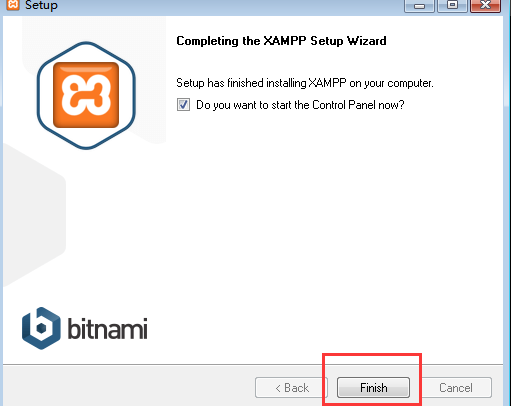 Setup
Completing the XAMPP Setup Wizard
Setup has finished installing XAMPP on your computer.
Do you want to start the Control Panel now?
bitnami
< Back
Finish
Cancel